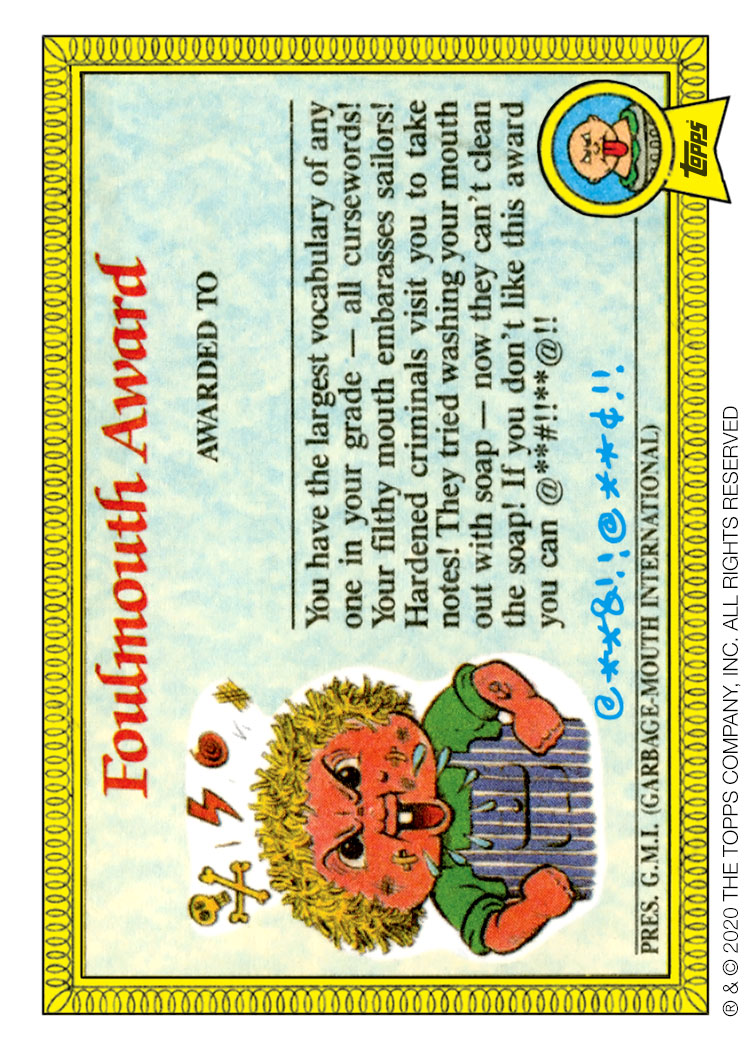 Foulmouth Award
AWARDED TO
You have the largest vocabulary of any
one in your grade — all cursewords!
Your filthy mouth embarasses sailors!
Hardened criminals visit you to take
notes! They tried washing your mouth
out with soap — now they can't clean
the soap! If you don't like this award
you can @**#!!**@!!
@**&!!@**¢!!
PRES. G.M.I. (GARBAGE-MOUTH INTERNATIONAL)
topps
® & © 2020 THE TOPPS COMPANY, INC. ALL RIGHTS RESERVED